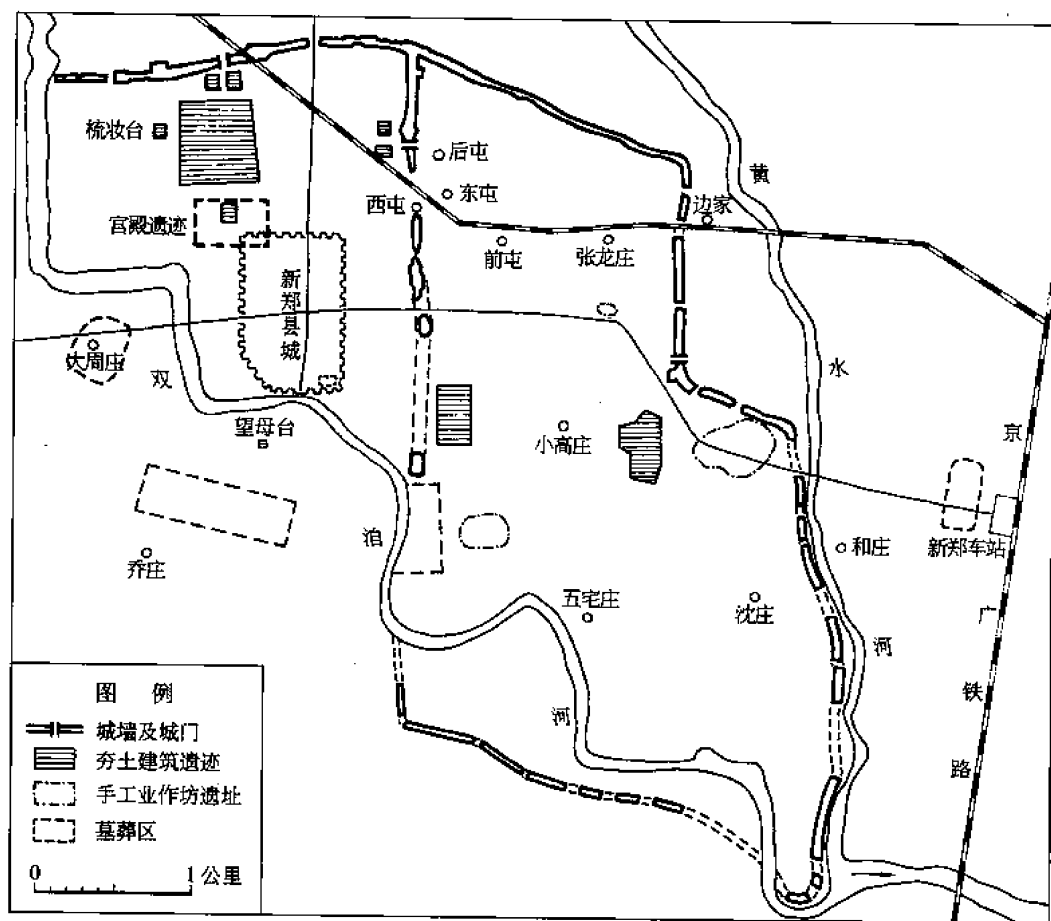 梳妆台
后屯
东屯
西屯
黄
边家
宫殿遗迹
前屯
张龙庄
新郑县城
大周庄
双
水
望母台
小高庄
京
洎
乔庄
和庄
新郑车站
五宅庄
沈庄
广
河
河
铁
路
图 例
城墙及城门
夯土建筑遗迹
手工业作坊遗址
墓葬区
0 1公里